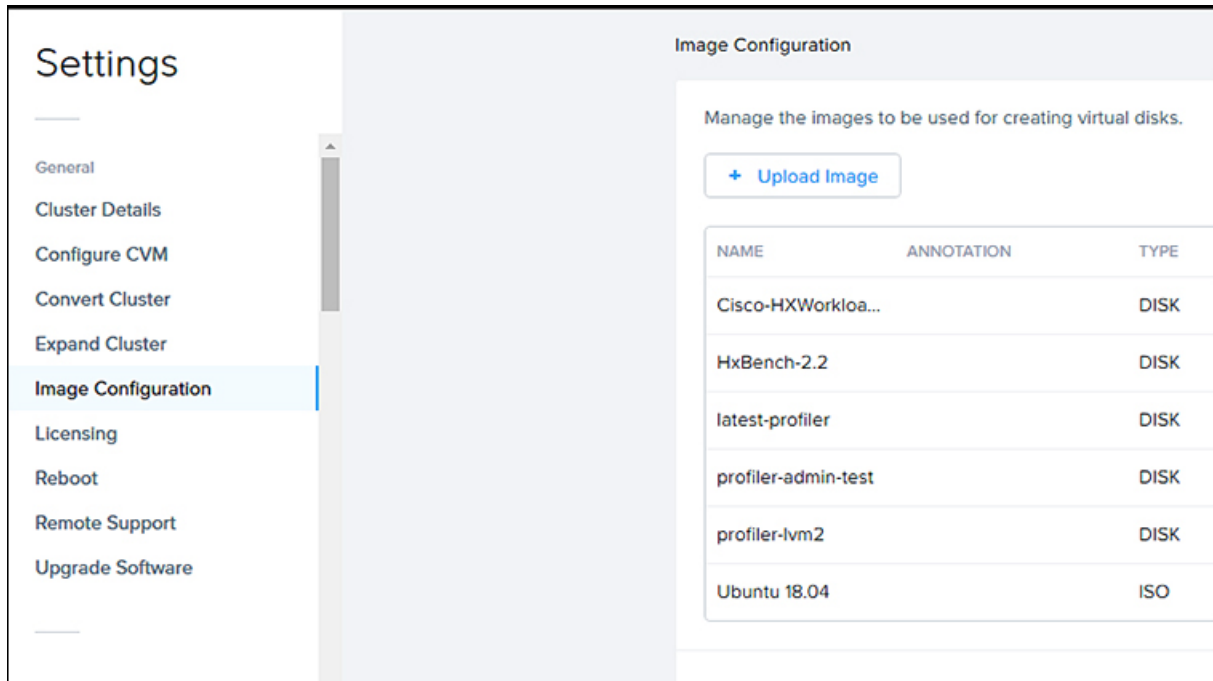 Settings
General
Cluster Details
Configure CVM
Convert Cluster
Expand Cluster
Image Configuration
Licensing
Reboot
Remote Support
Upgrade Software
Image Configuration
Manage the images to be used for creating virtual disks.
+ Upload Image
NAME ANNOTATION TYPE
Cisco-HXWorkloa... DISK
HxBench-2.2 DISK
latest-profiler DISK
profiler-admin-test DISK
profiler-lvm2 DISK
Ubuntu 18.04 ISO